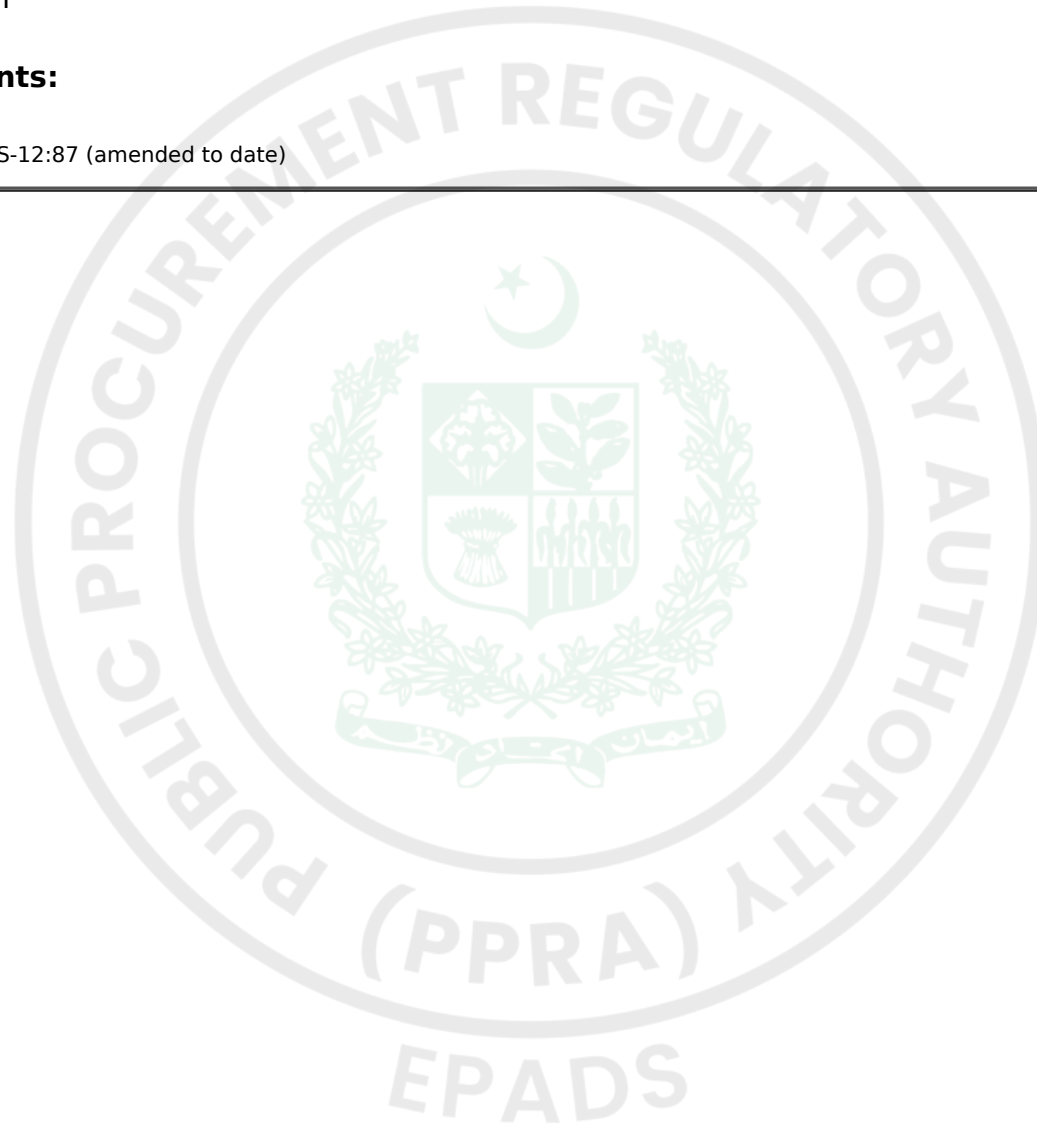 nts:
S-12:87 (amended to date)
PUBLIC PROCUREMENT REGULATORY AUTHORITY
(PPRA)
EPADS